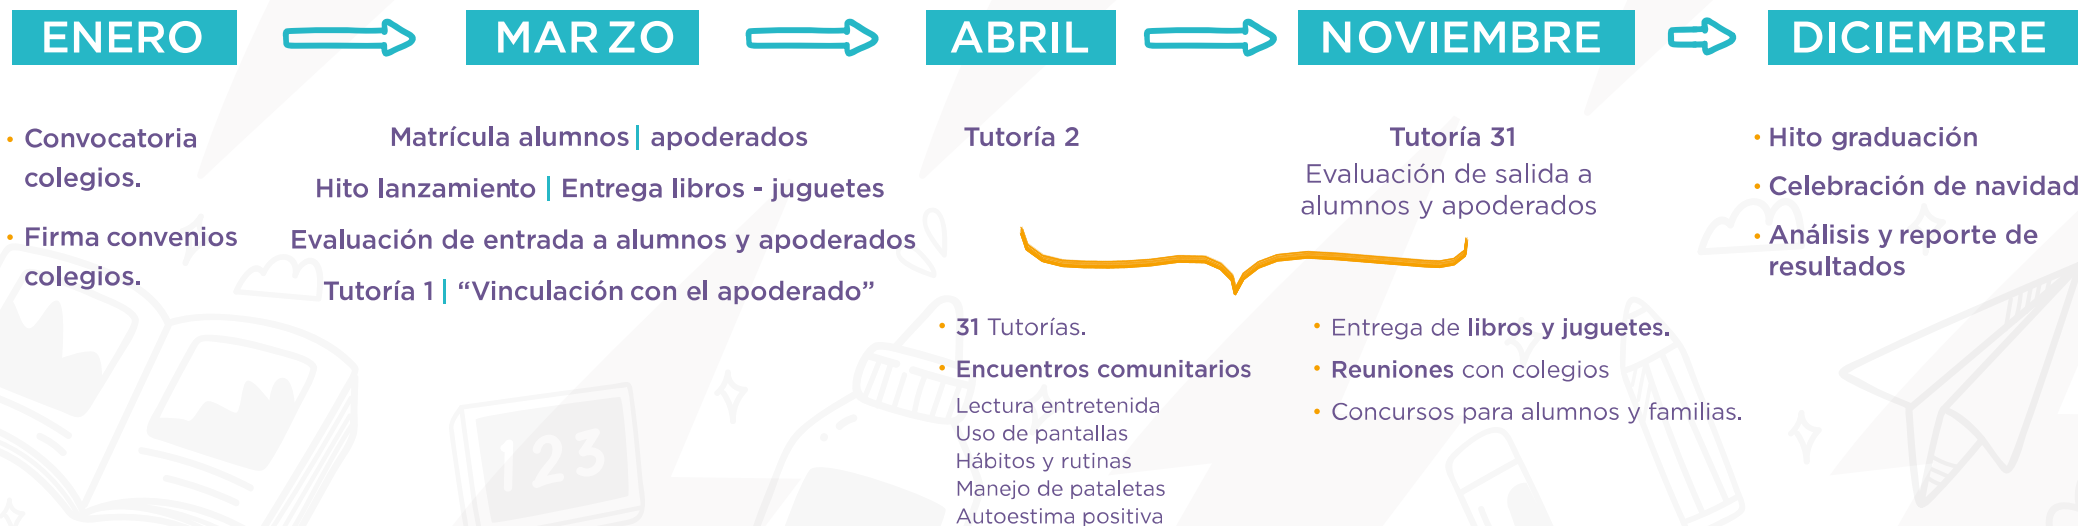 ENERO
MARZO
ABRIL
NOVIEMBRE
DICIEMBRE
• Convocatoria
colegios.
• Firma convenios
colegios.
Matrícula alumnos | apoderados
Hito lanzamiento | Entrega libros - juguetes
Evaluación de entrada a alumnos y apoderados
Tutoría 1 | “Vinculación con el apoderado”
Tutoría 2
Tutoría 31
Evaluación de salida a
alumnos y apoderados
• 31 Tutorías.
• Encuentros comunitarios
Lectura entretenida
Uso de pantallas
Hábitos y rutinas
Manejo de pataletas
Autoestima positiva
• Entrega de libros y juguetes.
• Reuniones con colegios
• Concursos para alumnos y familias.
• Hito graduación
• Celebración de navidad
• Análisis y reporte de
resultados
123